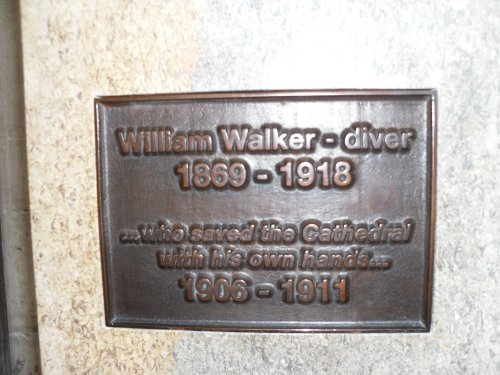 William Walker - diver
1869 - 1918
...who saved the Cathedral
with his own hands...
1906 - 1911